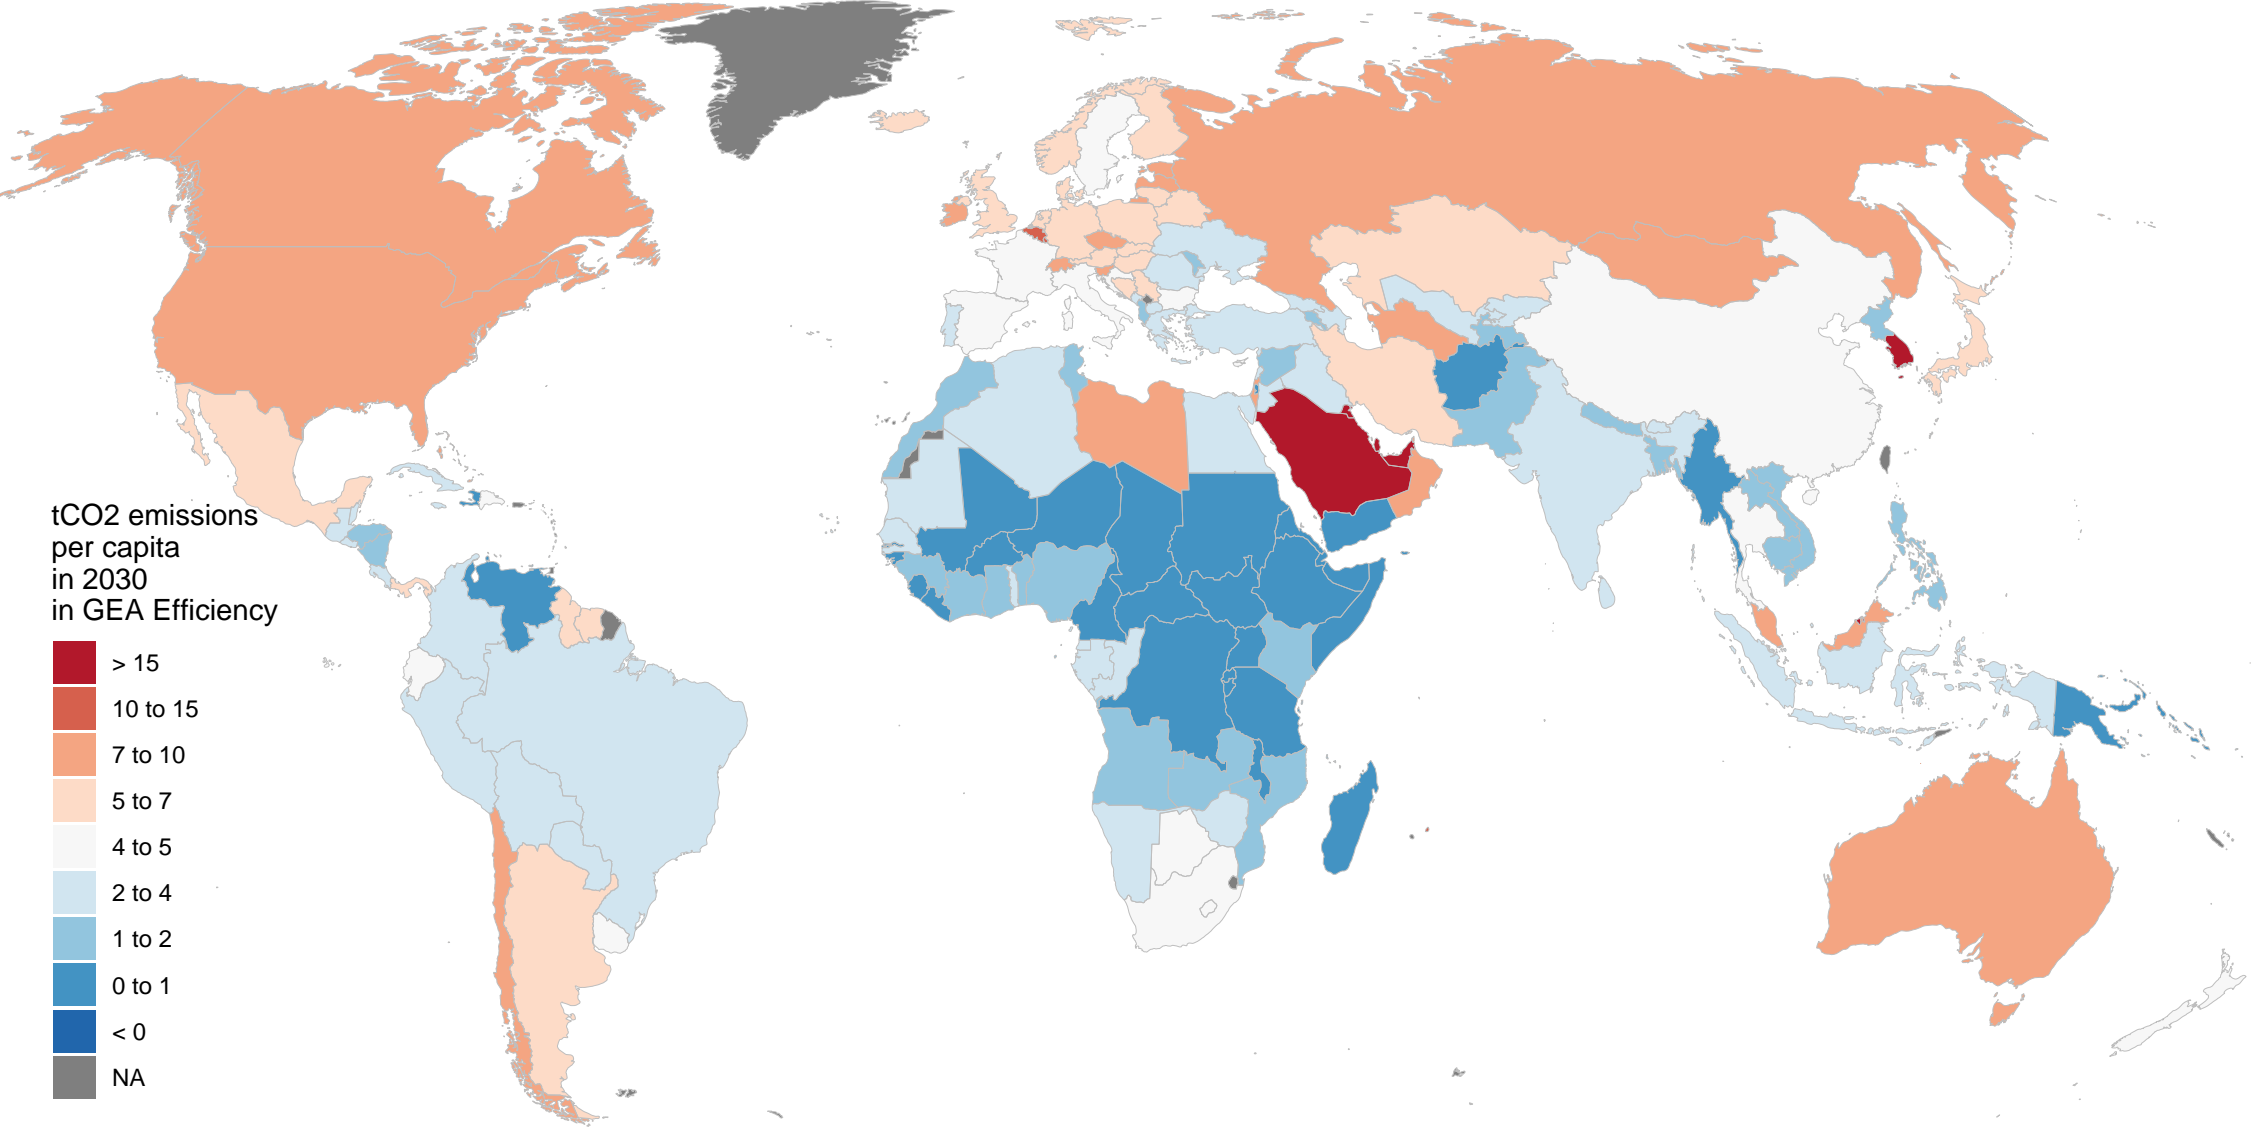 tCO2 emissions
per capita
in 2030
in GEA Efficiency
> 15
10 to 15
7 to 10
5 to 7
4 to 5
2 to 4
1 to 2
0 to 1
< 0
NA